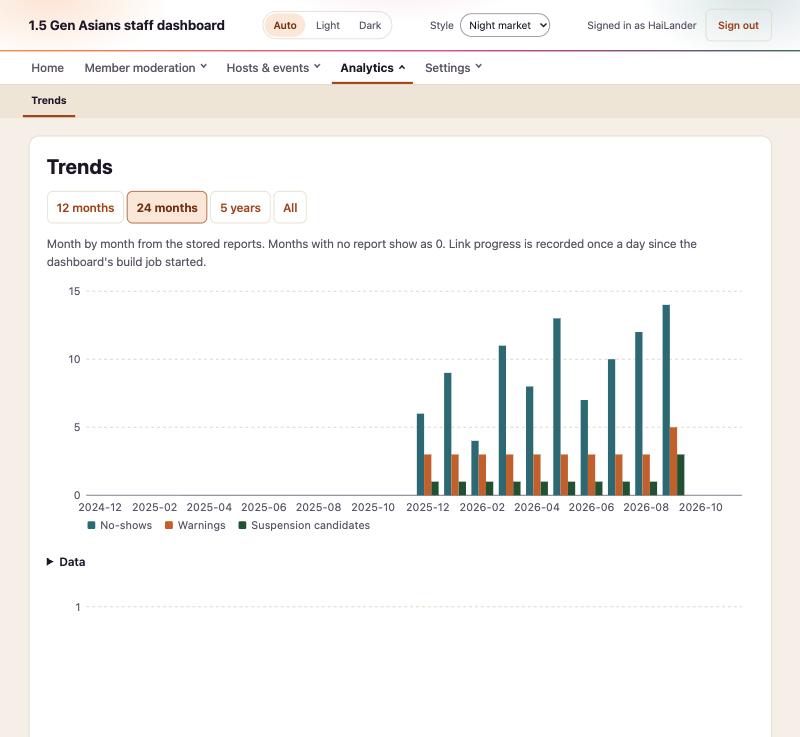 1.5 Gen Asians staff dashboard
Auto Light Dark
Style Night market
Signed in as HaiLander
Sign out
Home Member moderation Hosts & events Analytics Settings
Trends
Trends
12 months 24 months 5 years All
Month by month from the stored reports. Months with no report show as 0. Link progress is recorded once a day since the
dashboard's build job started.
15
10
5
0
2024-12 2025-02 2025-04 2025-06 2025-08 2025-10 2025-12 2026-02 2026-04 2026-06 2026-08 2026-10
No-shows Warnings Suspension candidates
Data
1